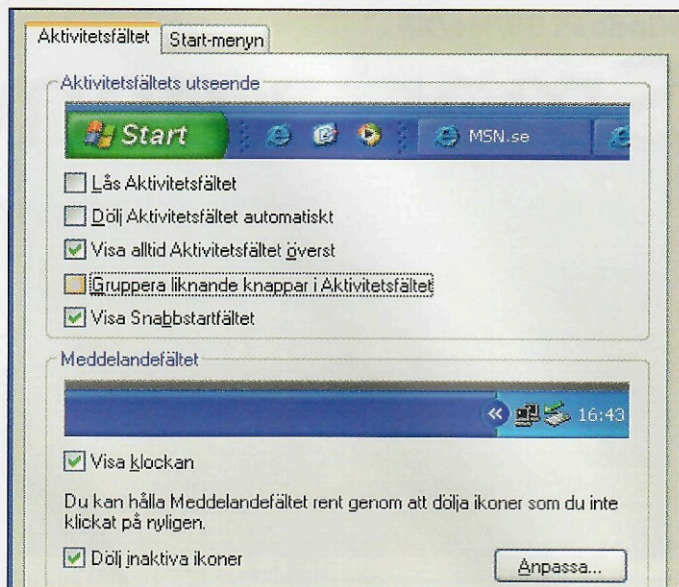 Aktivitetsfältet Start-menyn
Aktivitetsfältets utseende
Start MSN.se
Lås Aktivitetsfältet
Dölj Aktivitetsfältet automatiskt
Visa alltid Aktivitetsfältet överst
Gruppera liknande knappar i Aktivitetsfältet
Visa Snabbstartfältet
Meddelandefältet
16:43
Visa klockan
Du kan hålla Meddelandefältet rent genom att dölja ikoner som du inte
klickat på nyligen.
Dölj inaktiva ikoner Anpassa...